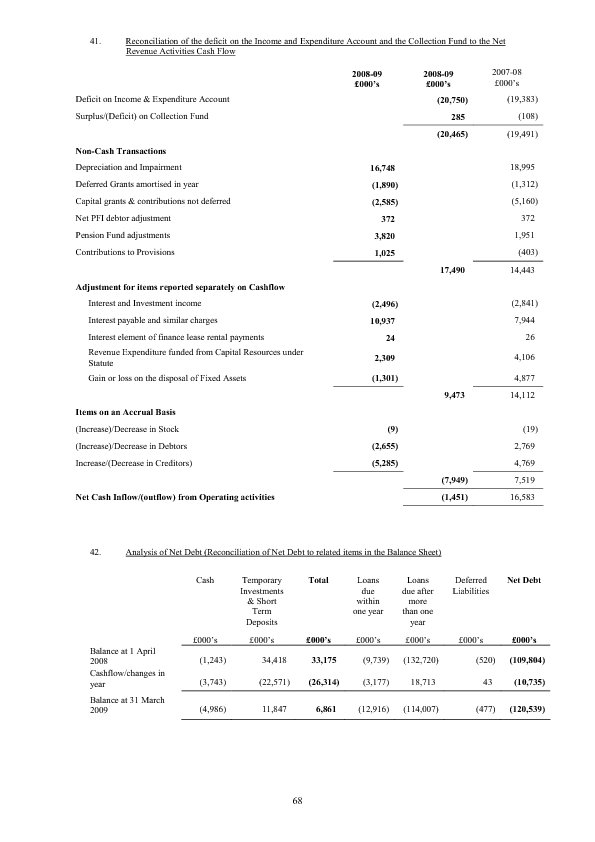 41. Reconciliation of the deficit on the Income and Expenditure Account and the Collection Fund to the Net
Revenue Activities Cash Flow
2008-09 2008-09 2007-08
£000's £000's £000's
Deficit on Income & Expenditure Account (20,750) (19,383)
Surplus/(Deficit) on Collection Fund 285 (108)
(20,465) (19,491)
Non-Cash Transactions
Depreciation and Impairment 16,748 18,995
Deferred Grants amortised in year (1,890) (1,312)
Capital grants & contributions not deferred (2,585) (5,160)
Net PFI debtor adjustment 372 372
Pension Fund adjustments 3,820 1,951
Contributions to Provisions 1,025 (403)
17,490 14,443
Adjustment for items reported separately on Cashflow
Interest and Investment income (2,496) (2,841)
Interest payable and similar charges 10,937 7,944
Interest element of finance lease rental payments 24 26
Revenue Expenditure funded from Capital Resources under
Statute 2,309 4,106
Gain or loss on the disposal of Fixed Assets (1,301) 4,877
9,473 14,112
Items on an Accrual Basis
(Increase)/Decrease in Stock (9) (19)
(Increase)/Decrease in Debtors (2,655) 2,769
Increase/(Decrease in Creditors) (5,285) 4,769
(7,949) 7,519
Net Cash Inflow/(outflow) from Operating activities (1,451) 16,583
42. Analysis of Net Debt (Reconciliation of Net Debt to related items in the Balance Sheet)
Cash Temporary Total Loans Loans Deferred Net Debt
Investments due due after Liabilities
& Short within more
Term one year than one
Deposits year
£000's £000's £000's £000's £000's £000's £000's
Balance at 1 April
2008 (1,243) 34,418 33,175 (9,739) (132,720) (520) (109,804)
Cashflow/changes in
year (3,743) (22,571) (26,314) (3,177) 18,713 43 (10,735)
Balance at 31 March
2009 (4,986) 11,847 6,861 (12,916) (114,007) (477) (120,539)
68